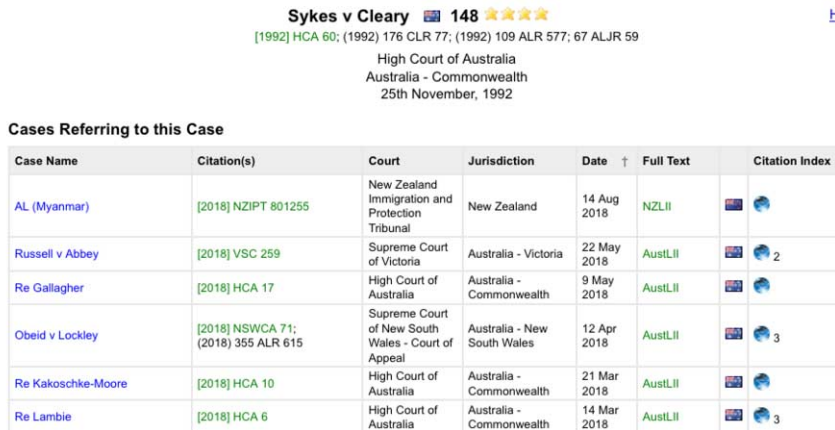 Sykes v Cleary 148
[1992] HCA 60; (1992) 176 CLR 77; (1992) 109 ALR 577; 67 ALJR 59
High Court of Australia
Australia - Commonwealth
25th November, 1992
Cases Referring to this Case
Case Name Citation(s) Court Jurisdiction Date ↑ Full Text Citation Index
AL (Myanmar) [2018] NZIPT 801255 New Zealand Immigration and Protection Tribunal New Zealand 14 Aug 2018 NZLII
Russell v Abbey [2018] VSC 259 Supreme Court of Victoria Australia - Victoria 22 May 2018 AustLII 2
Re Gallagher [2018] HCA 17 High Court of Australia Australia - Commonwealth 9 May 2018 AustLII
Obeid v Lockley [2018] NSWCA 71; (2018) 355 ALR 615 Supreme Court of New South Wales - Court of Appeal Australia - New South Wales 12 Apr 2018 AustLII 3
Re Kakoschke-Moore [2018] HCA 10 High Court of Australia Australia - Commonwealth 21 Mar 2018 AustLII
Re Lambie [2018] HCA 6 High Court of Australia Australia - Commonwealth 14 Mar 2018 AustLII 3